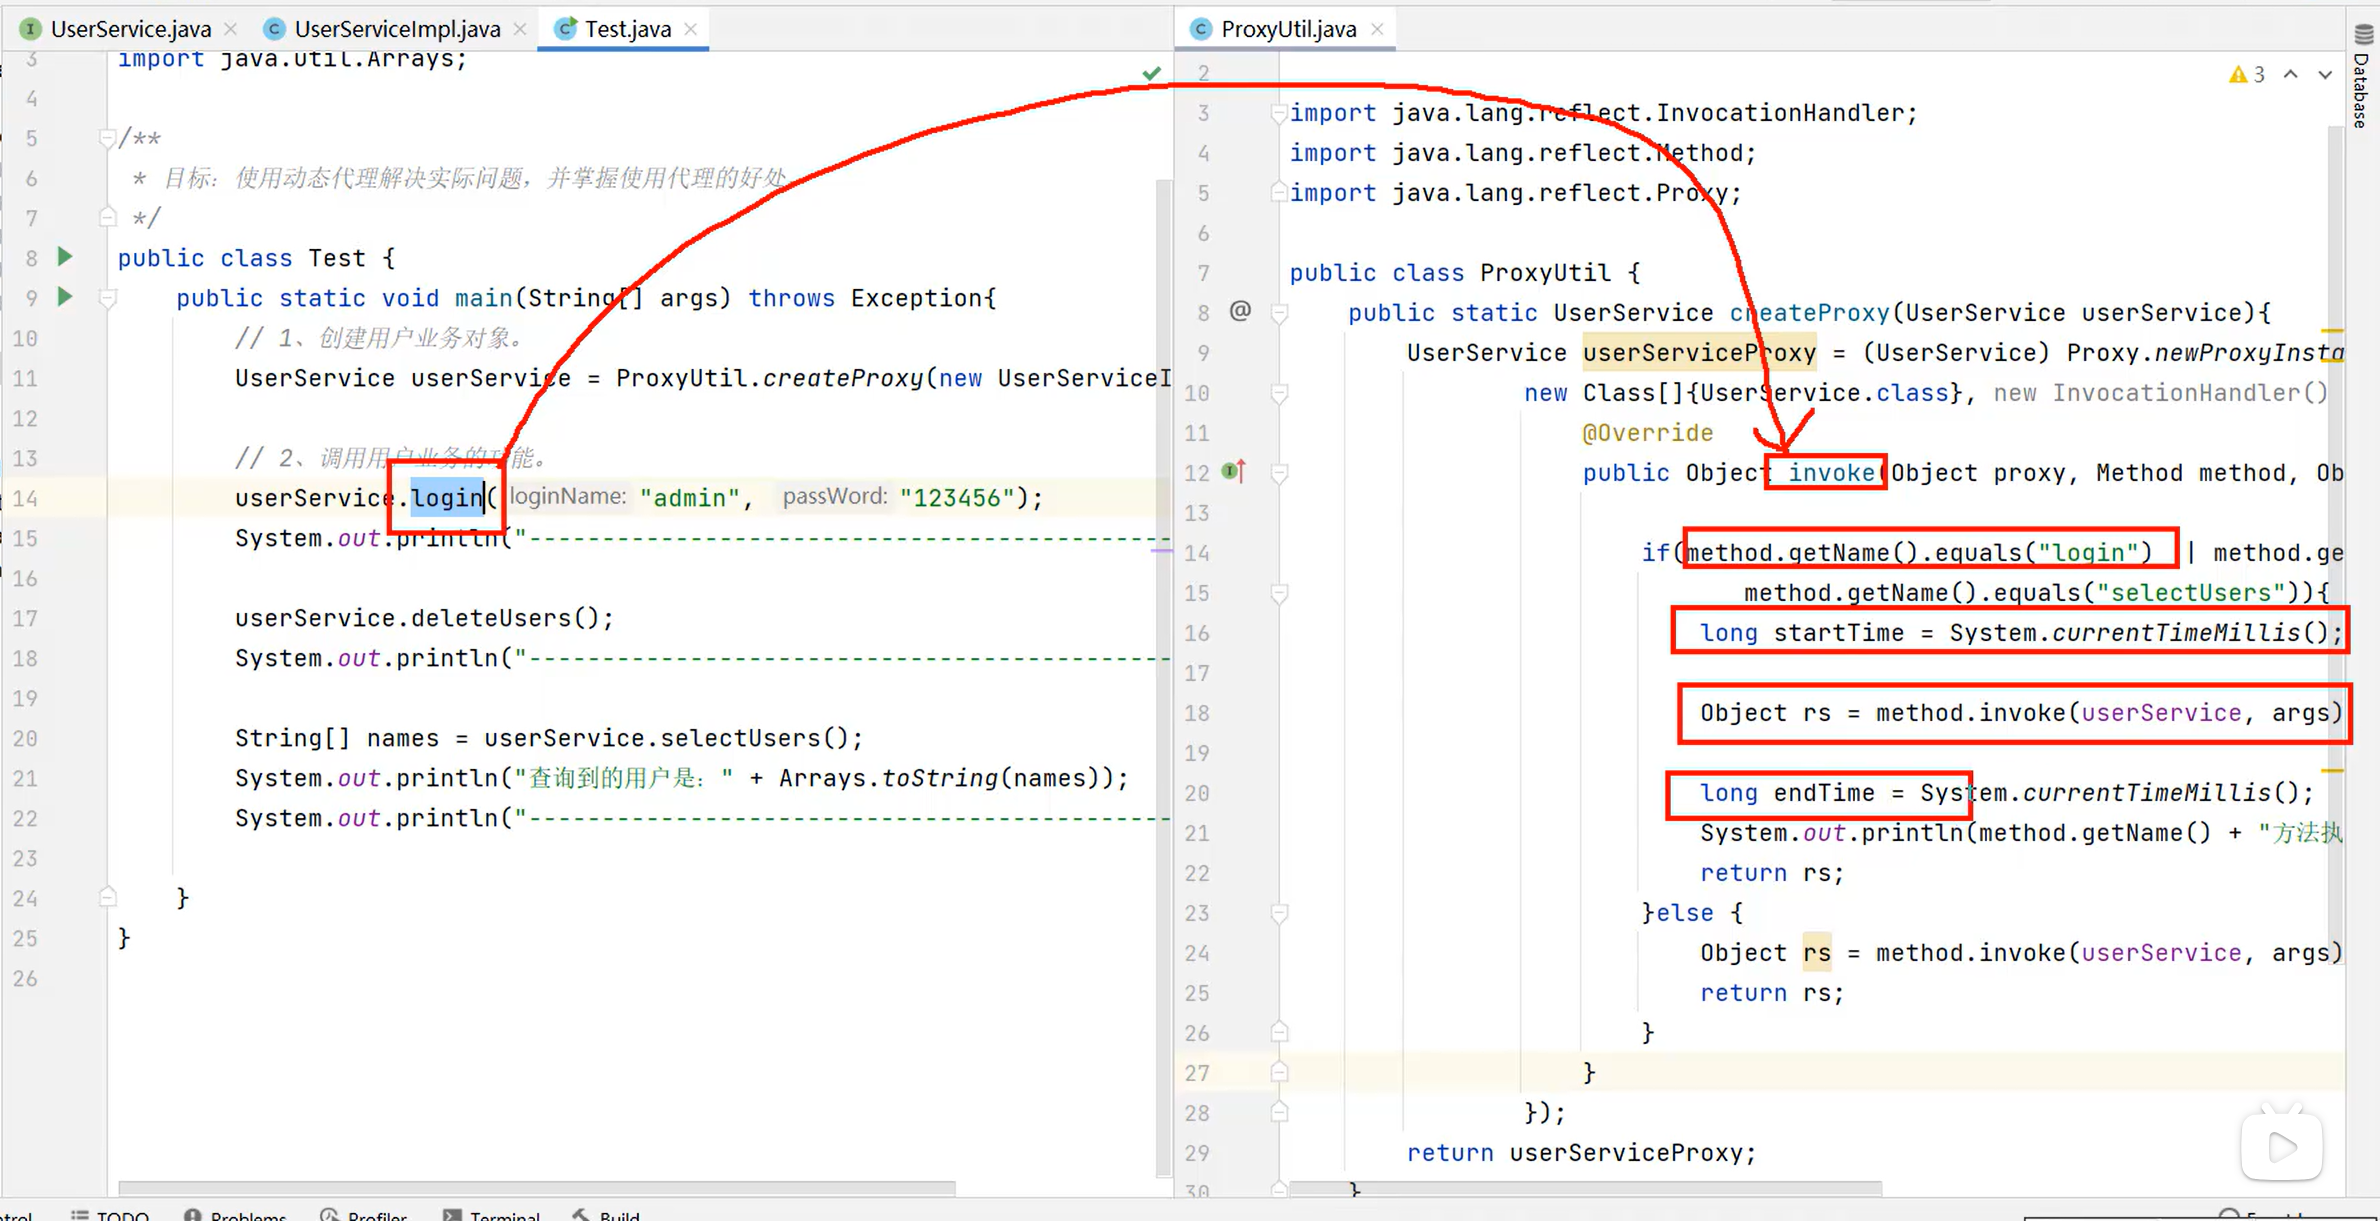 UserService.java
UserServiceImpl.java
Test.java
3 import java.util.Arrays;
4
5 /**
6 * 目标：使用动态代理解决实际问题，并掌握使用代理的好处
7 */
8 public class Test {
9 public static void main(String[] args) throws Exception{
10 // 1、创建用户业务对象。
11 UserService userService = ProxyUtil.createProxy(new UserServiceI
12
13 // 2、调用用户业务的功能。
14 userService.login( loginName: "admin", passWord: "123456");
15 System.out.println("-------------------------------------------
16
17 userService.deleteUsers();
18 System.out.println("-------------------------------------------
19
20 String[] names = userService.selectUsers();
21 System.out.println("查询到的用户是：" + Arrays.toString(names));
22 System.out.println("-------------------------------------------
23
24 }
25 }
26
ProxyUtil.java
3
Database
2
3 import java.lang.reflect.InvocationHandler;
4 import java.lang.reflect.Method;
5 import java.lang.reflect.Proxy;
6
7 public class ProxyUtil {
8 @ public static UserService createProxy(UserService userService){
9 UserService userServiceProxy = (UserService) Proxy.newProxyInsta
10 new Class[]{UserService.class}, new InvocationHandler()
11 @Override
12 public Object invoke(Object proxy, Method method, Ob
13
14 if(method.getName().equals("login") | method.ge
15 method.getName().equals("selectUsers")){
16 long startTime = System.currentTimeMillis();
17
18 Object rs = method.invoke(userService, args)
19
20 long endTime = System.currentTimeMillis();
21 System.out.println(method.getName() + "方法执
22 return rs;
23 }else {
24 Object rs = method.invoke(userService, args)
25 return rs;
26 }
27 }
28 });
29 return userServiceProxy;
30 }
TODO Problems Profiler Terminal Build